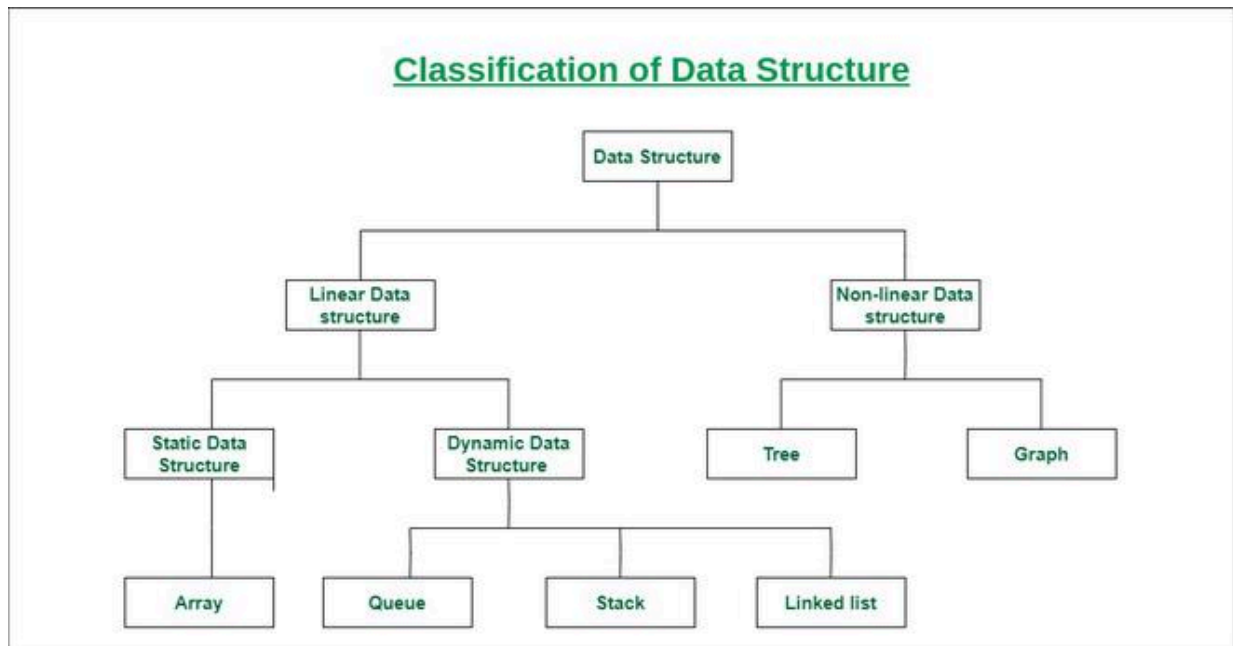 Classification of Data Structure
Data Structure
Linear Data
structure
Non-linear Data
structure
Static Data
Structure
Dynamic Data
Structure
Tree
Graph
Array
Queue
Stack
Linked list